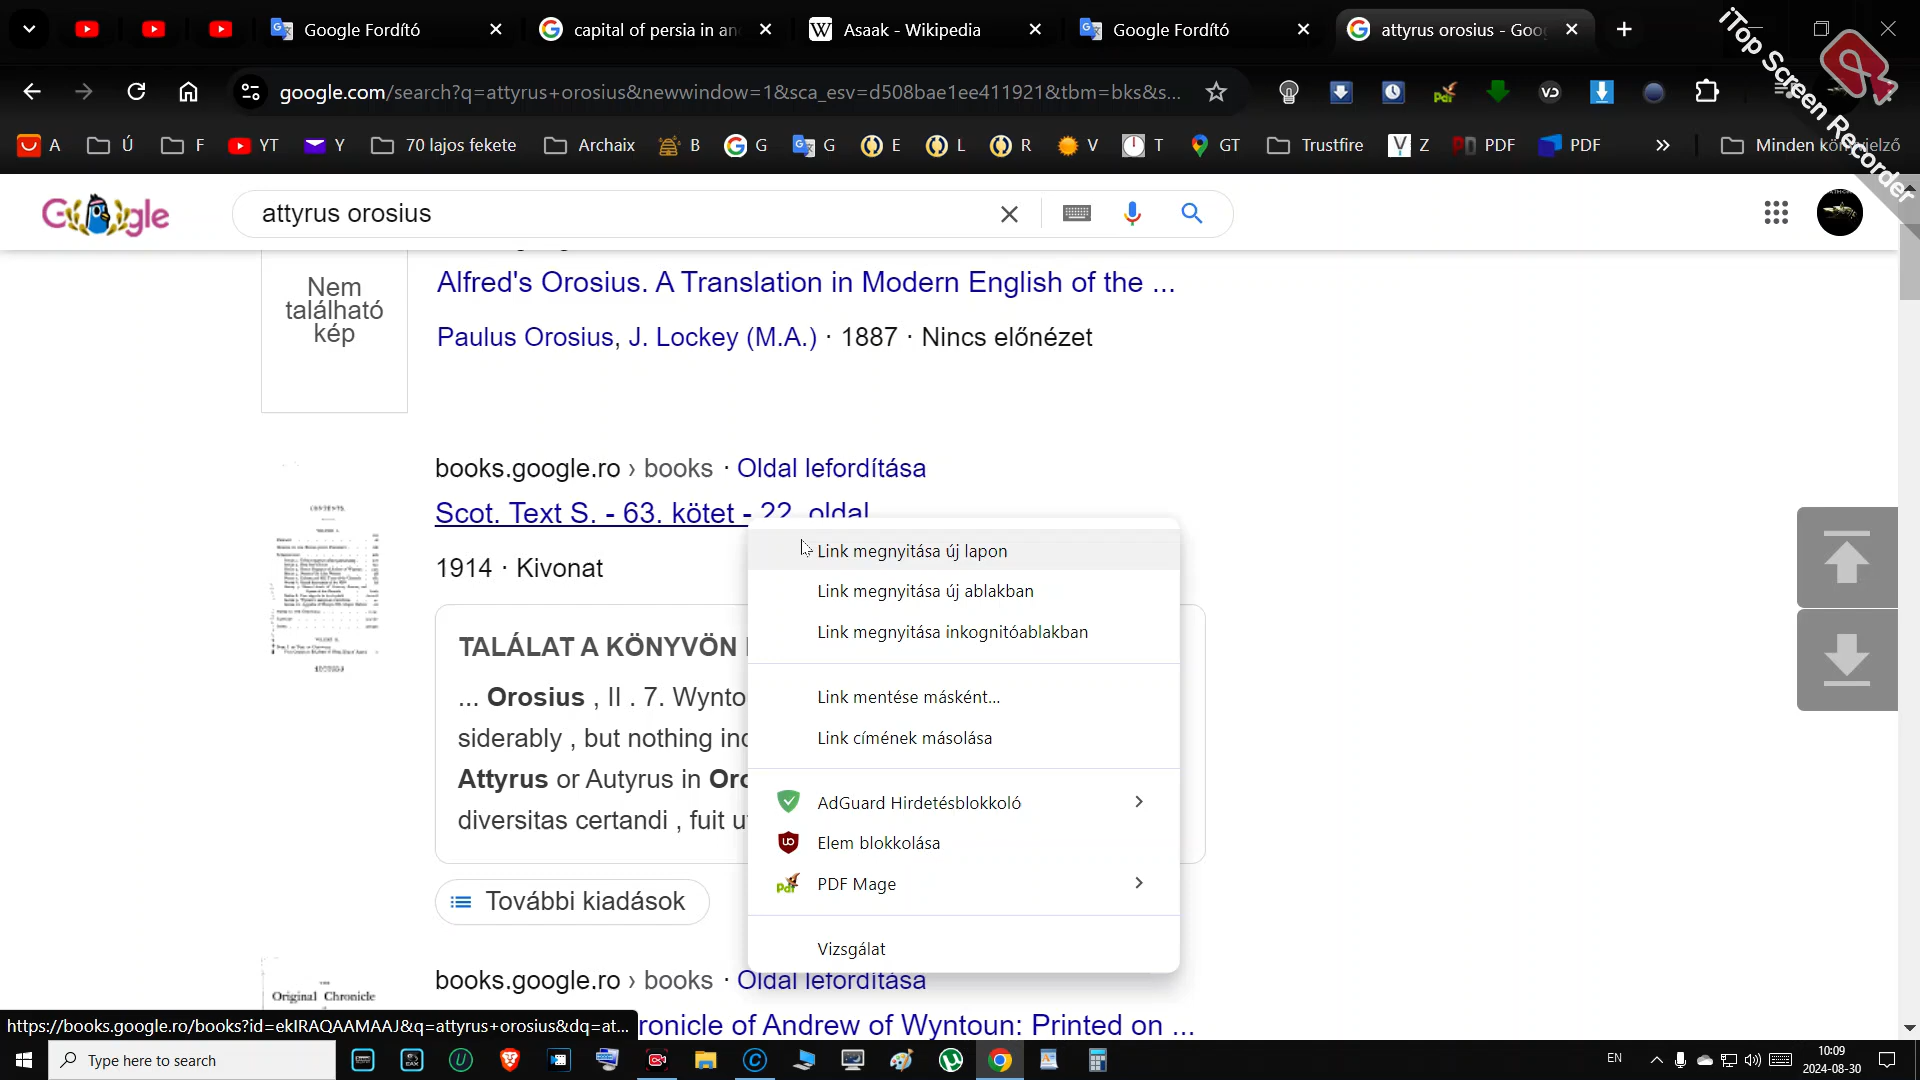 Google Fordító
capital of persia in an
Asaak - Wikipedia
Google Fordító
attyrus orosius - Goo
google.com/search?q=attyrus+orosius&newwindow=1&sca_esv=d508bae1ee411921&tbm=bks&s...
A
Ú
F
YT
Y
70 lajos fekete
Archaix
B
G
G
E
L
R
V
T
GT
Trustfire
Z
PDF
PDF
»
Minden könyvjelző
iTop Screen Recorder
Google
attyrus orosius
Nem
található
kép
Alfred's Orosius. A Translation in Modern English of the ...
Paulus Orosius, J. Lockey (M.A.) · 1887 · Nincs előnézet
books.google.ro › books · Oldal lefordítása
Scot. Text S. - 63. kötet - 22. oldal
1914 · Kivonat
CONTENTS.
TALÁLAT A KÖNYVÖN
... Orosius , II . 7. Wynto
siderably , but nothing inc
Attyrus or Autyrus in Oro
diversitas certandi , fuit u
További kiadások
Link megnyitása új lapon
Link megnyitása új ablakban
Link megnyitása inkognitóablakban
Link mentése másként...
Link címének másolása
AdGuard Hirdetésblokkoló
Elem blokkolása
PDF Mage
Vizsgálat
books.google.ro › books · Oldal lefordítása
Original Chronicle
ronicle of Andrew of Wyntoun: Printed on ...
https://books.google.ro/books?id=ekIRAQAAMAAJ&q=attyrus+orosius&dq=at...
Type here to search
EN
10:09
2024-08-30